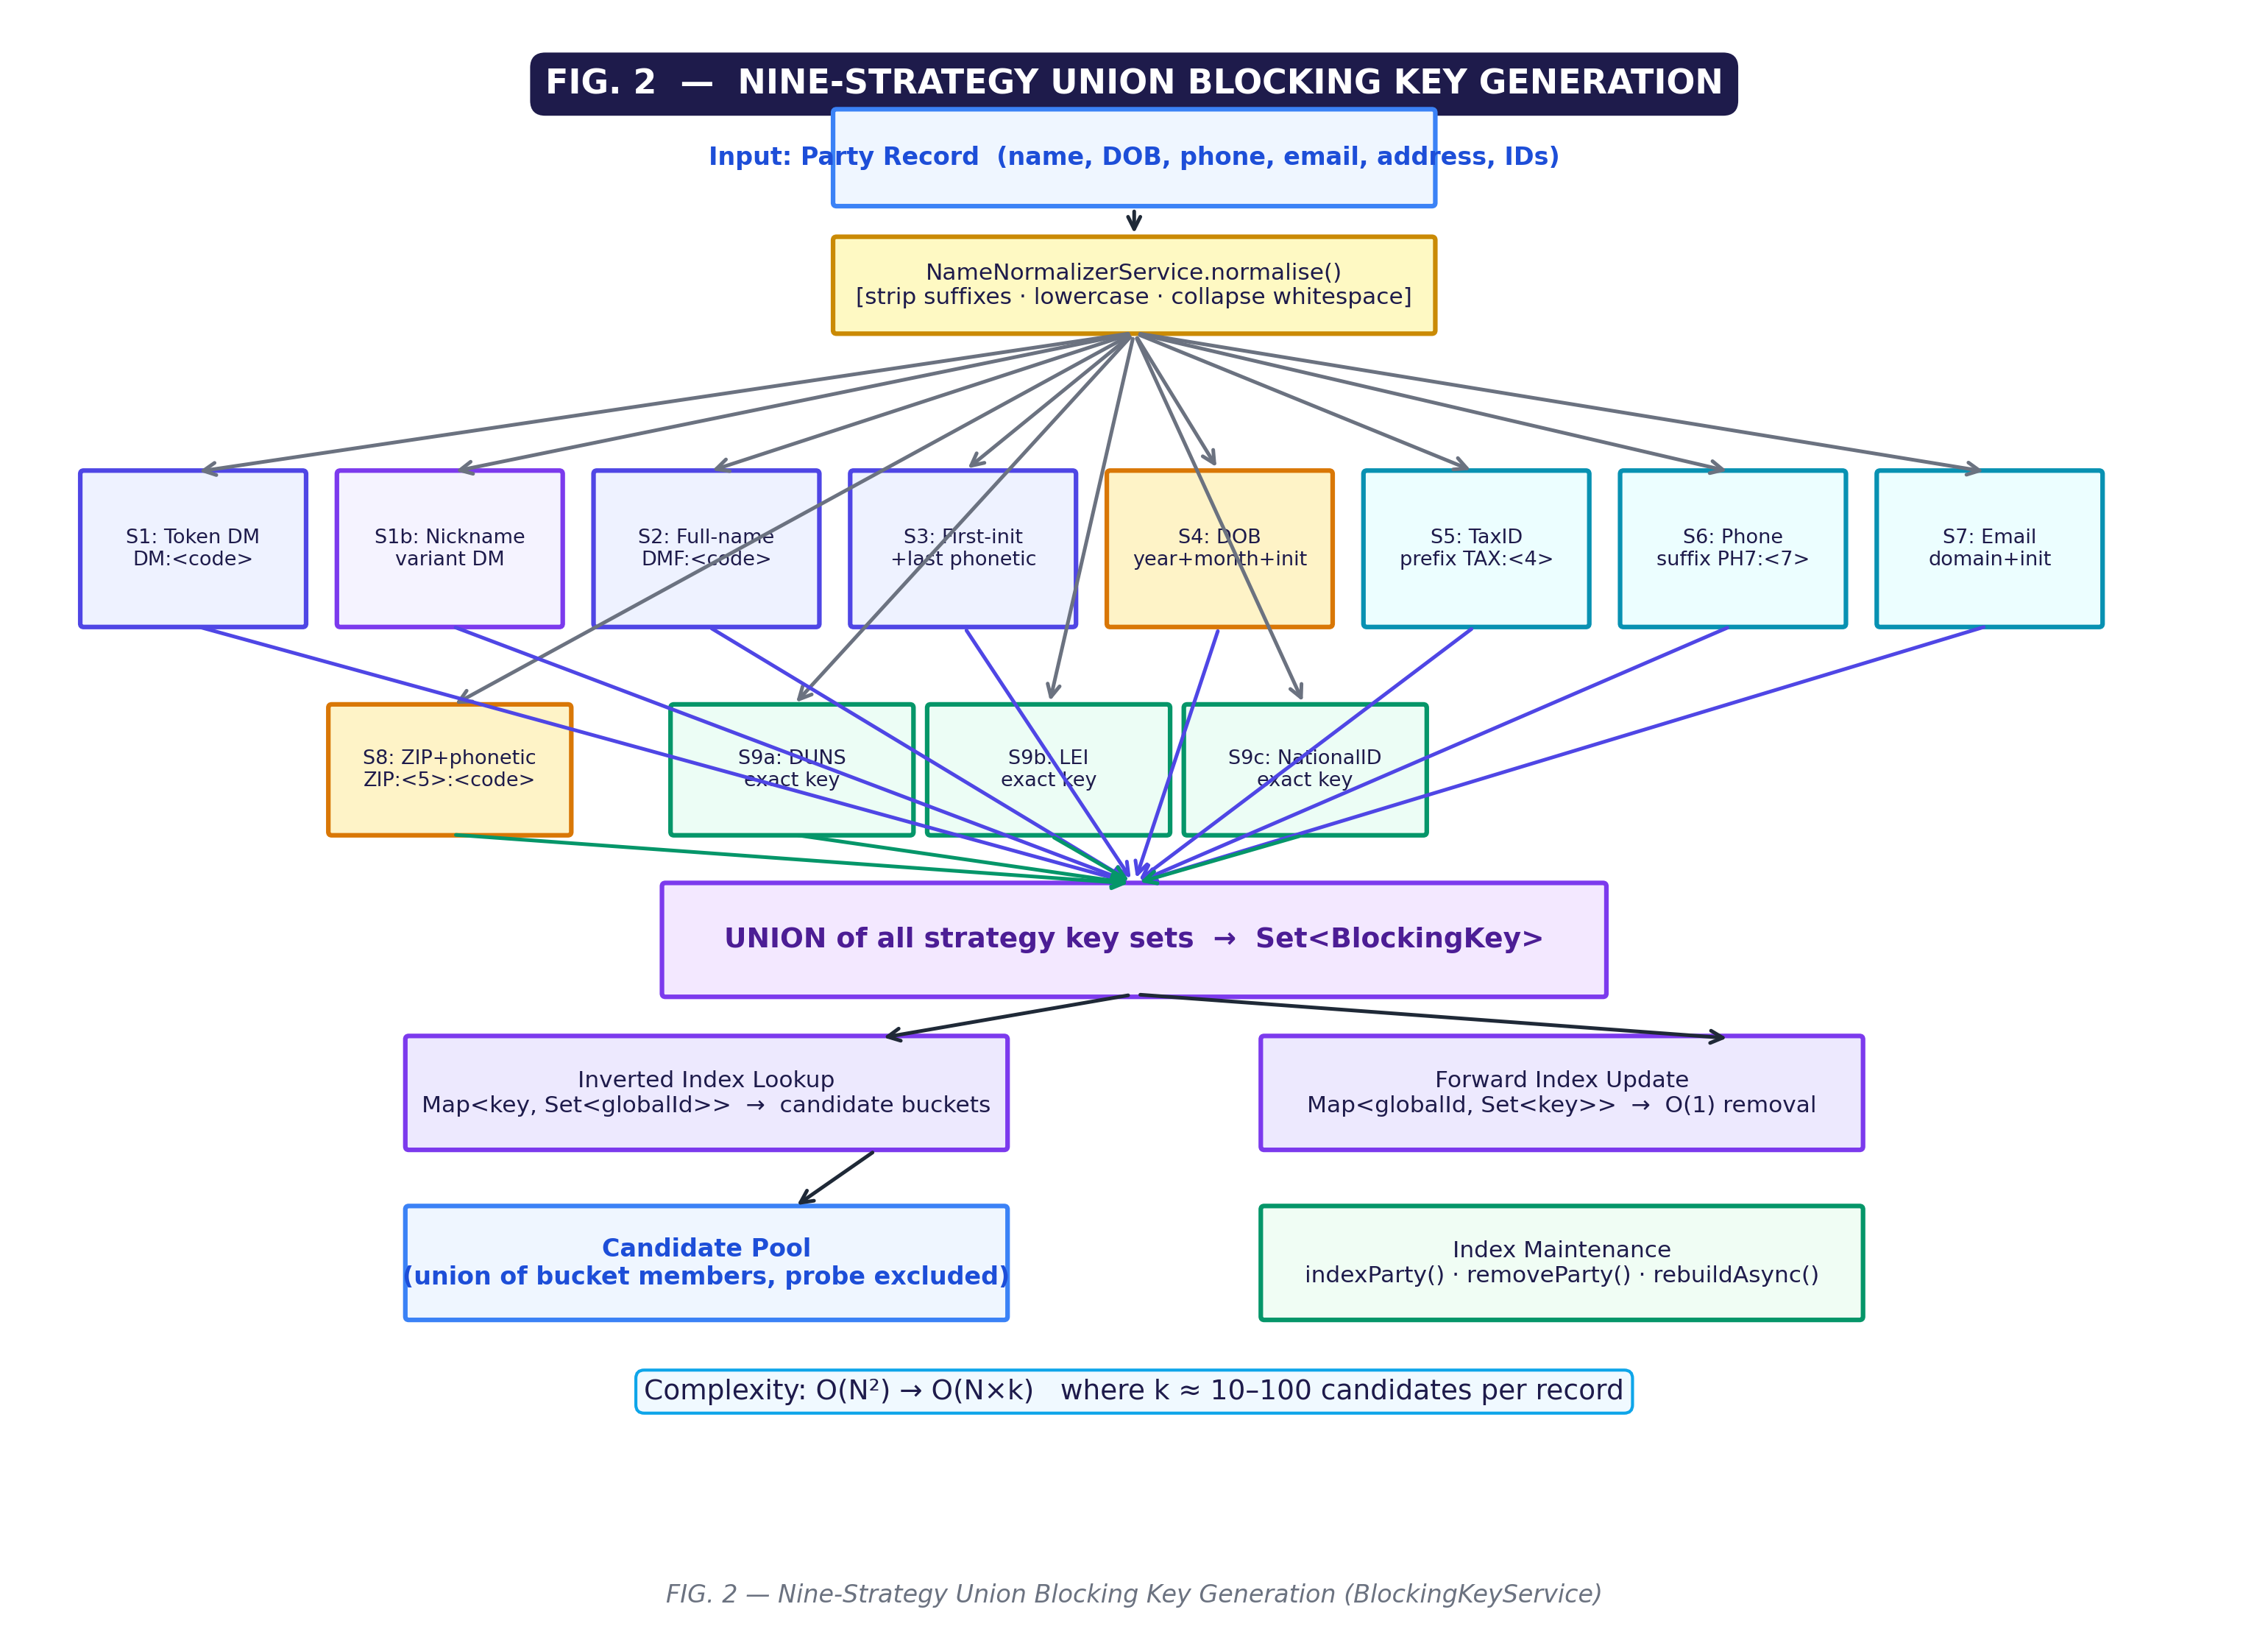 FIG. 2 — NINE-STRATEGY UNION BLOCKING KEY GENERATION
Input: Party Record (name, DOB, phone, email, address, IDs)
NameNormalizerService.normalise()
[strip suffixes · lowercase · collapse whitespace]
S1: Token DM
DM:<code>
S1b: Nickname
variant DM
S2: Full-name
DMF:<code>
S3: First-init
+last phonetic
S4: DOB
year+month+init
S5: TaxID
prefix TAX:<4>
S6: Phone
suffix PH7:<7>
S7: Email
domain+init
S8: ZIP+phonetic
ZIP:<5>:<code>
S9a: DUNS
exact key
S9b: LEI
exact key
S9c: NationalID
exact key
UNION of all strategy key sets → Set<BlockingKey>
Inverted Index Lookup
Map<key, Set<globalId>> → candidate buckets
Forward Index Update
Map<globalId, Set<key>> → O(1) removal
Candidate Pool
(union of bucket members, probe excluded)
Index Maintenance
indexParty() · removeParty() · rebuildAsync()
Complexity: O(N²) → O(N×k) where k ≈ 10–100 candidates per record
FIG. 2 — Nine-Strategy Union Blocking Key Generation (BlockingKeyService)